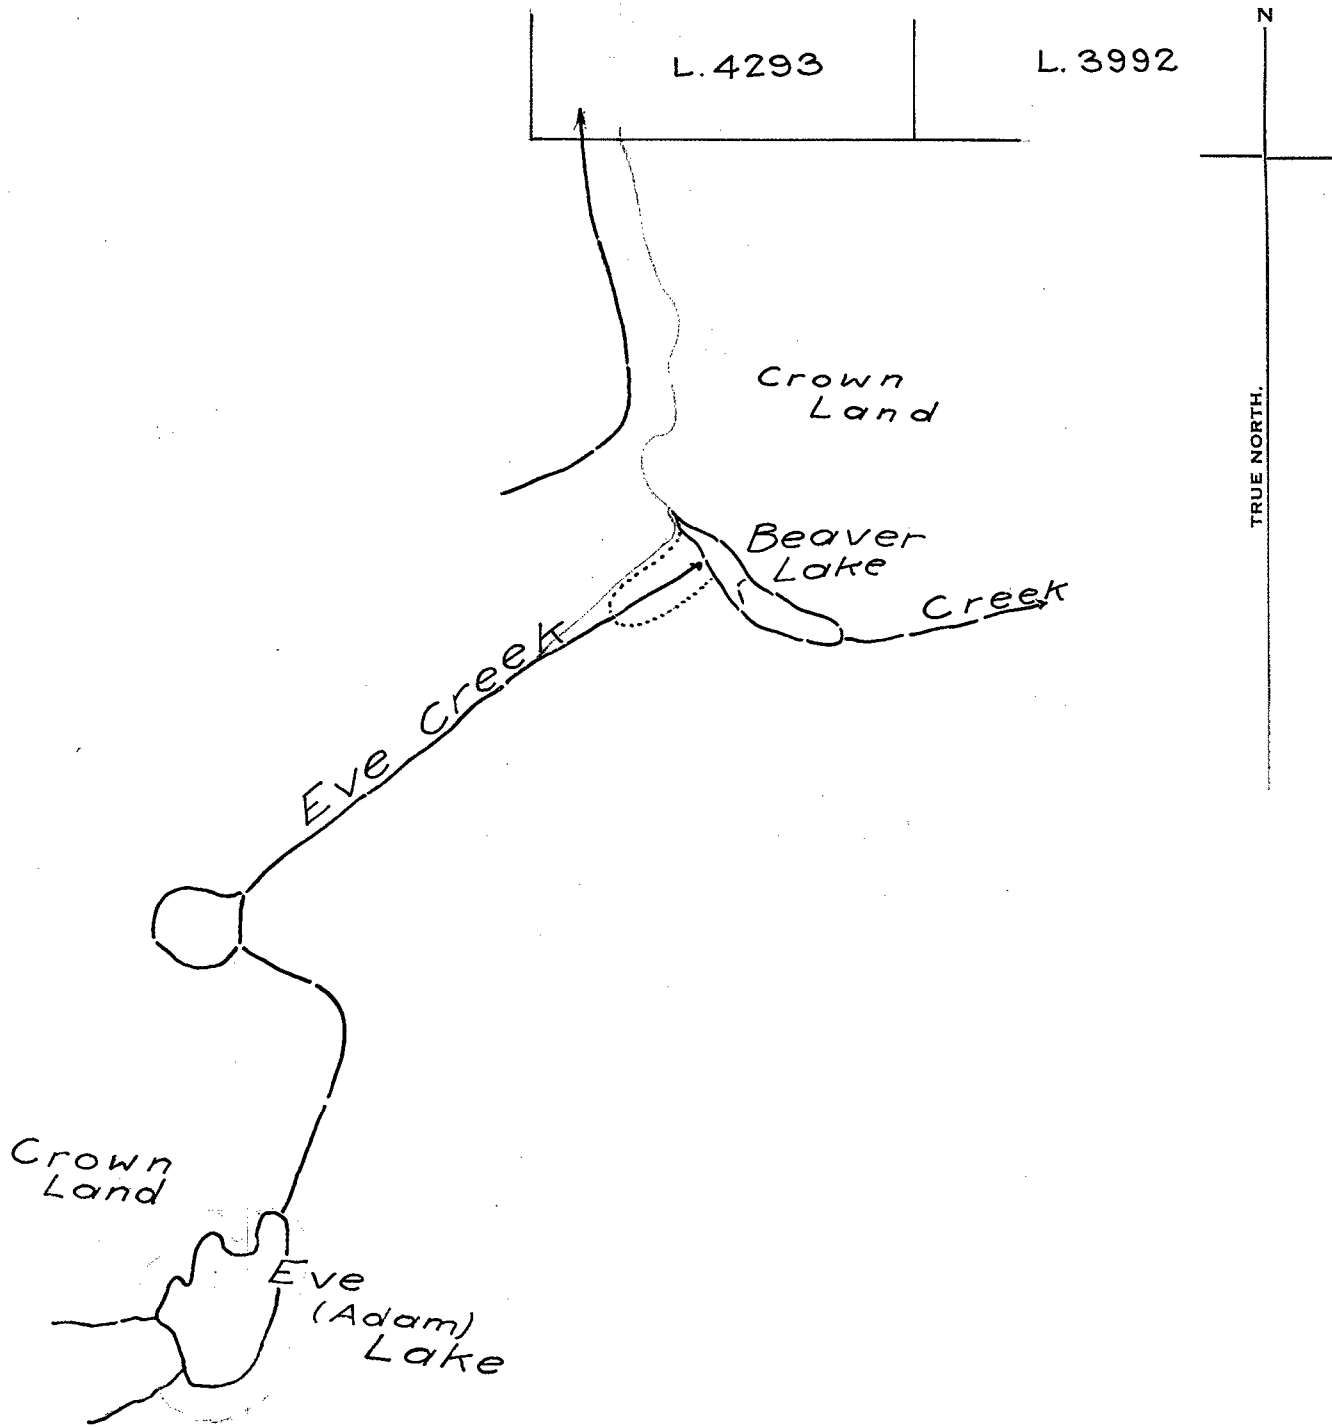 N
L. 4293
L. 3992
TRUE NORTH.
Crown
Land
Beaver
Lake
Creek
Eve Creek
Crown
Land
Eve
(Adam)
Lake